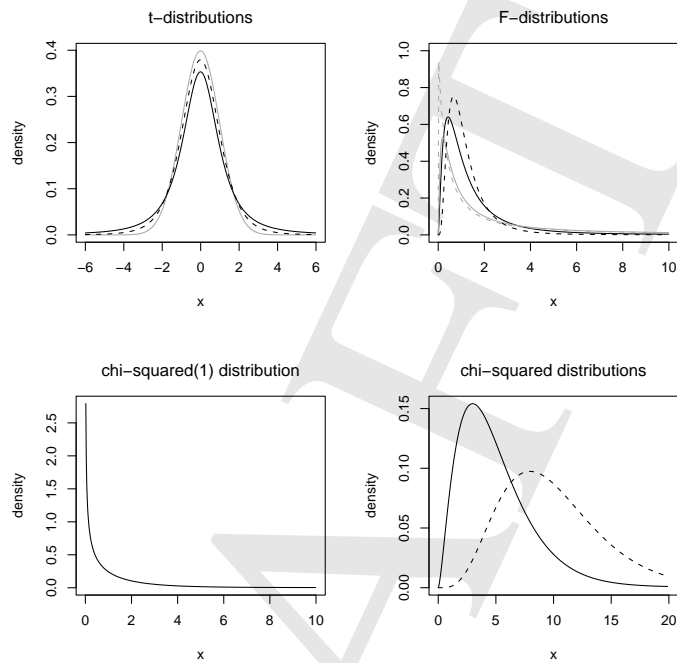 t−distributions
0.4
0.3
0.2
0.1
0.0
density
−6 −4 −2 0 2 4 6
x
F−distributions
1.0
0.8
0.6
0.4
0.2
0.0
density
0 2 4 6 8 10
x
chi−squared(1) distribution
2.5
2.0
1.5
1.0
0.5
0.0
density
0 2 4 6 8 10
x
chi−squared distributions
0.15
0.10
0.05
0.00
density
0 5 10 15 20
x